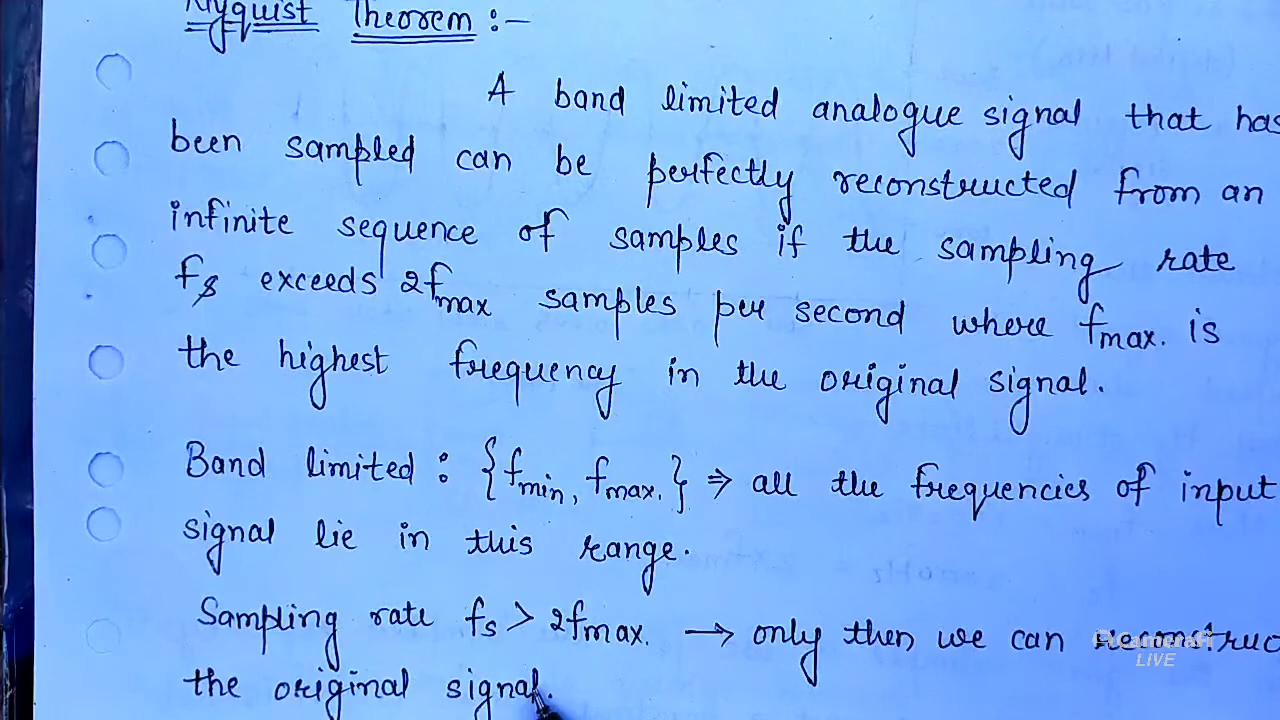 Nyquist Theorem :-
A band limited analogue signal that has
been sampled can be perfectly reconstructed from an
infinite sequence of samples if the sampling rate
fs exceeds 2fmax samples per second where fmax. is
the highest frequency in the original signal.
Band limited : {fmin, fmax.} ⇒ all the frequencies of input
signal lie in this range.
Sampling rate fs > 2fmax. → only then we can reconstruc
CameraFi
LIVE
the original signal.